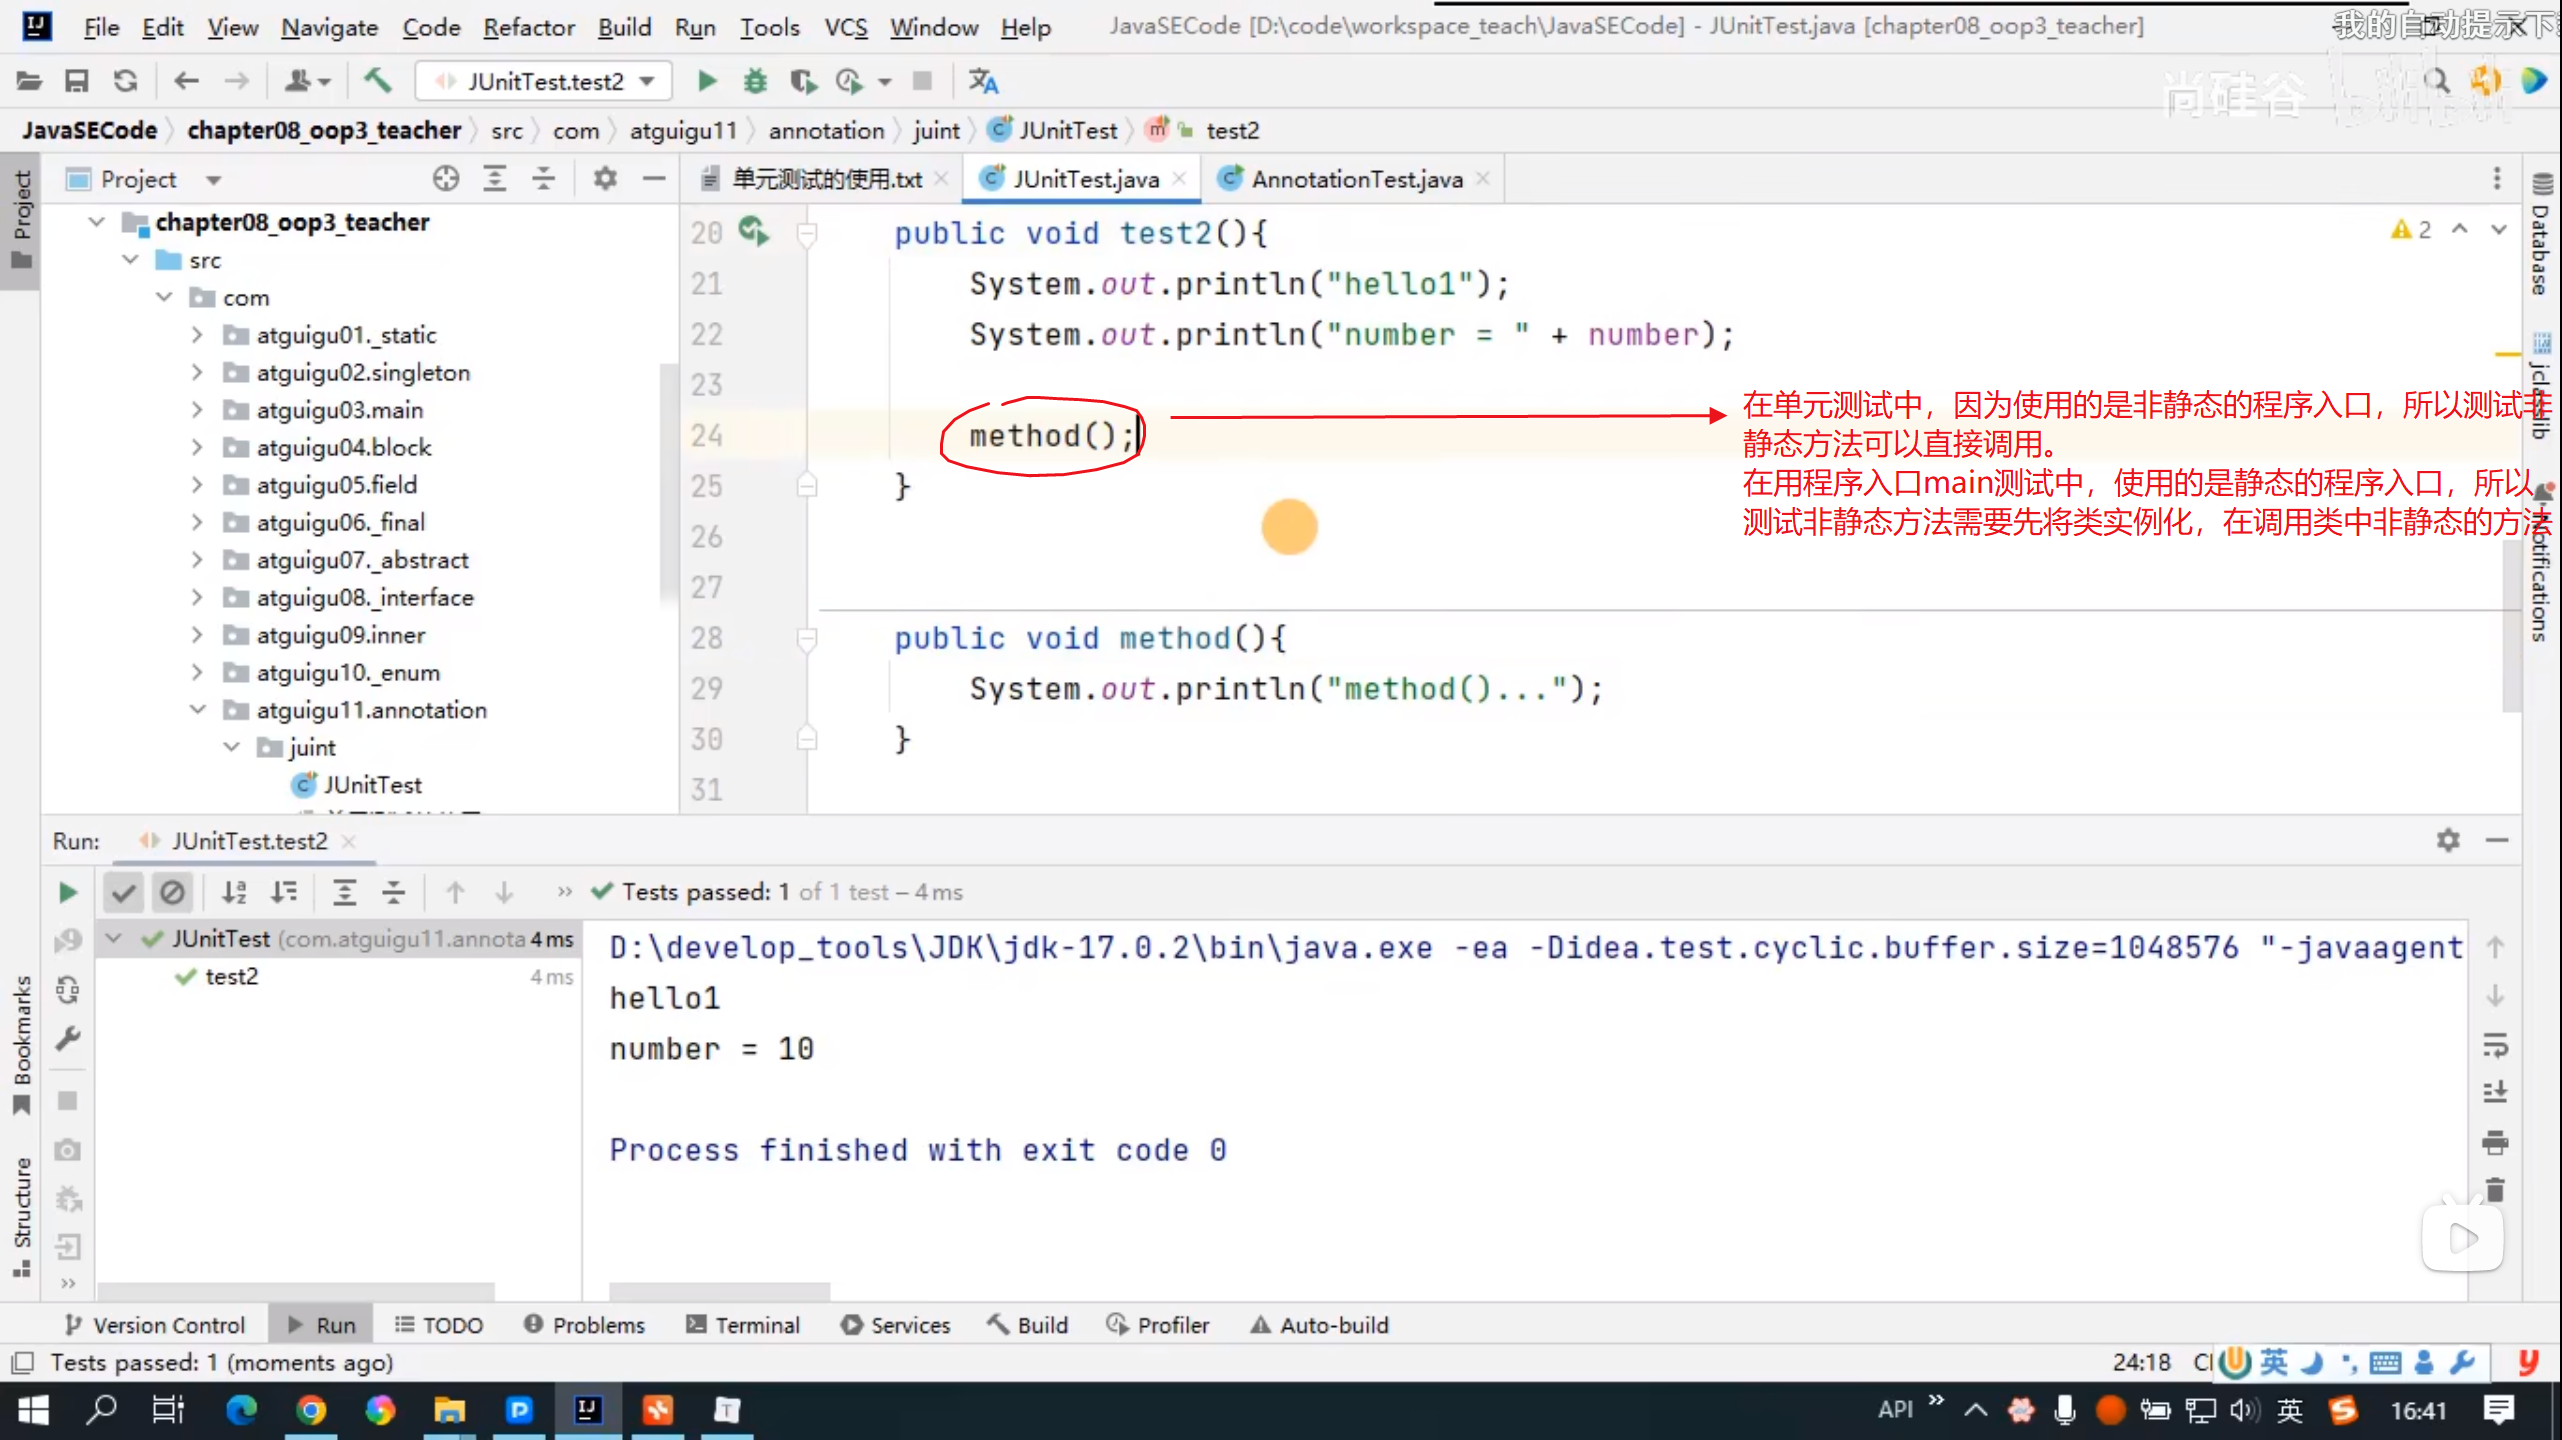 File Edit View Navigate Code Refactor Build Run Tools VCS Window Help JavaSECode [D:\code\workspace_teach\JavaSECode] - JUnitTest.java [chapter08_oop3_teacher]
我的自动提示下
JUnitTest.test2
尚硅谷
JavaSECode chapter08_oop3_teacher src com atguigu11 annotation juint JUnitTest test2
Project
Project
单元测试的使用.txt JUnitTest.java AnnotationTest.java
chapter08_oop3_teacher
src
com
atguigu01._static
atguigu02.singleton
atguigu03.main
atguigu04.block
atguigu05.field
atguigu06._final
atguigu07._abstract
atguigu08._interface
atguigu09.inner
atguigu10._enum
atguigu11.annotation
juint
JUnitTest
20 public void test2(){
21 System.out.println("hello1");
22 System.out.println("number = " + number);
23
24 method();
25 }
26
27
28 public void method(){
29 System.out.println("method()...");
30 }
31
2
在单元测试中，因为使用的是非静态的程序入口，所以测试非
静态方法可以直接调用。
在用程序入口main测试中，使用的是静态的程序入口，所以
测试非静态方法需要先将类实例化，在调用类中非静态的方法
Database
jclasslib
Notifications
Run: JUnitTest.test2
Tests passed: 1 of 1 test – 4 ms
JUnitTest (com.atguigu11.annota 4 ms
test2 4 ms
D:\develop_tools\JDK\jdk-17.0.2\bin\java.exe -ea -Didea.test.cyclic.buffer.size=1048576 "-javaagent
hello1
number = 10
Process finished with exit code 0
Bookmarks
Structure
Version Control Run TODO Problems Terminal Services Build Profiler Auto-build
Tests passed: 1 (moments ago)
24:18 英
API 英 16:41